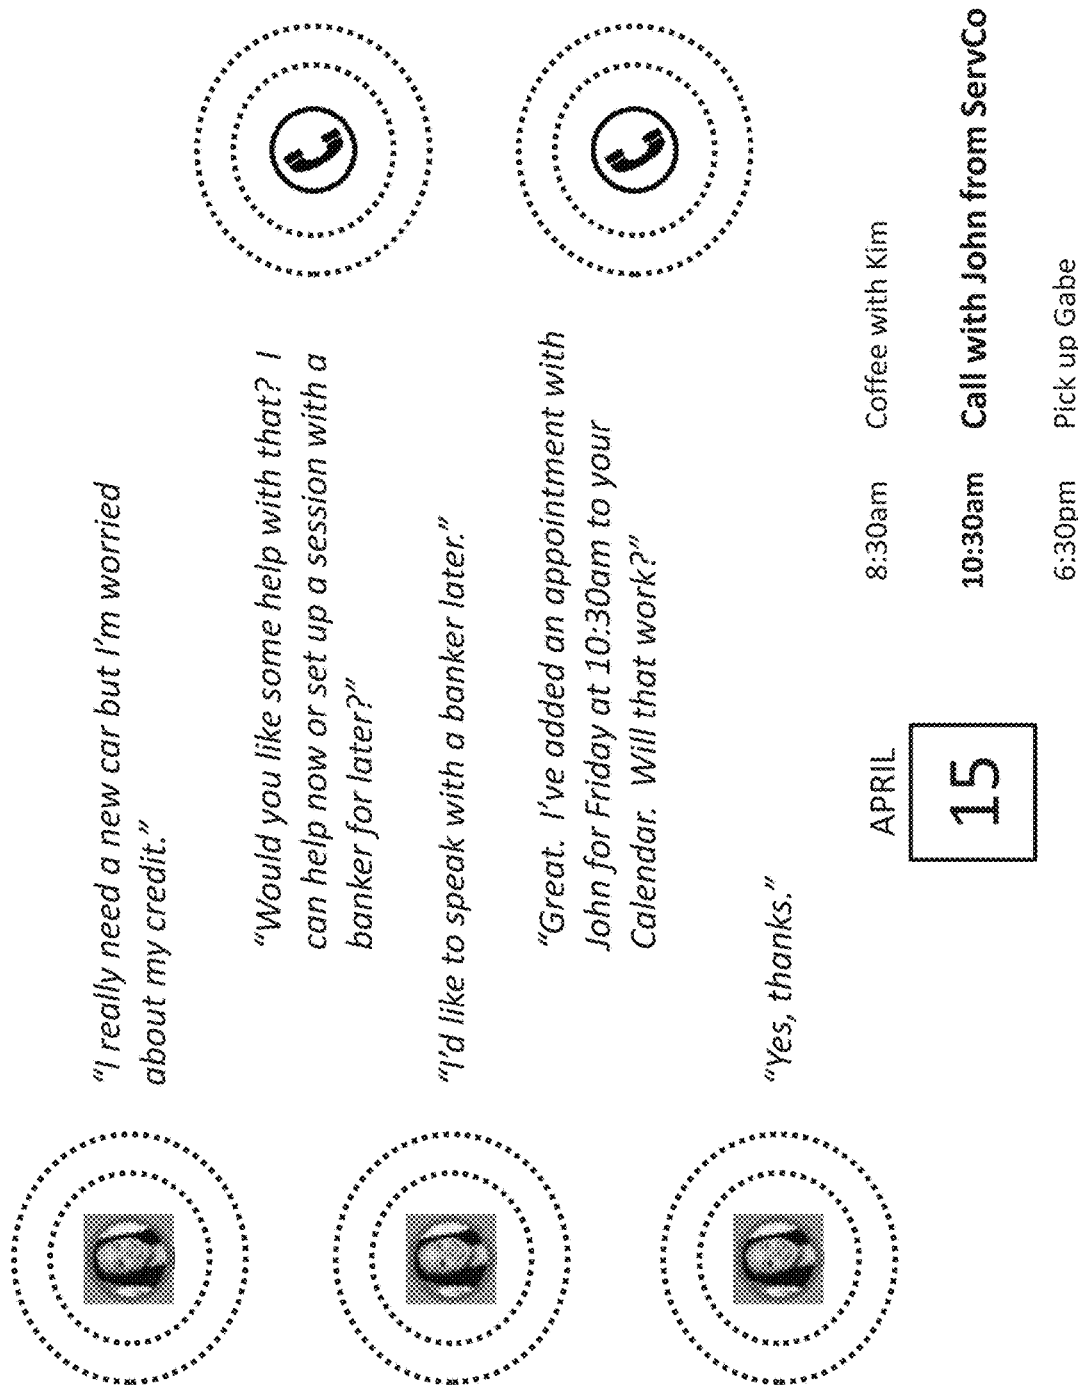 “I really need a new car but I’m worried
about my credit.”
“Would you like some help with that?  I
can help now or set up a session with a
banker for later?”
“I’d like to speak with a banker later.”
“Great.  I’ve added an appointment with
John for Friday at 10:30am to your
Calendar.  Will that work?”
“Yes, thanks.”
APRIL
15
8:30am Coffee with Kim
10:30am Call with John from ServCo
6:30pm Pick up Gabe